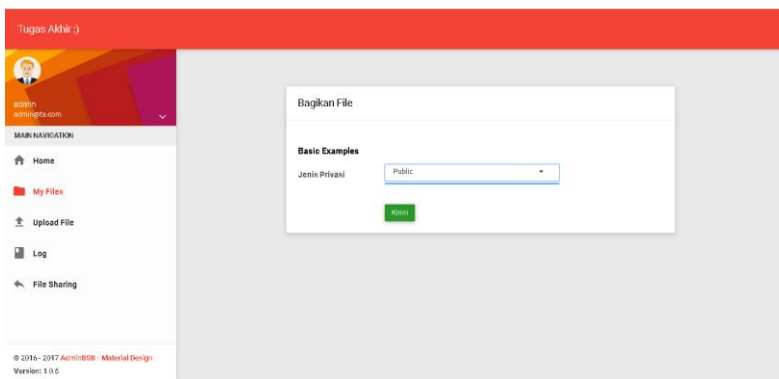 Tugas Akhir :)
admin
admin@ta.com
MAIN NAVIGATION
Home
My Files
Upload File
Log
File Sharing
© 2016 - 2017 AdminBSB - Material Design
Version: 1.0.5
Bagikan File
Basic Examples
Jenis Privasi
Public
Kirim